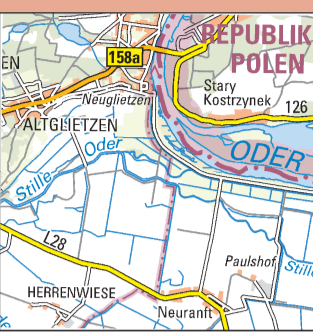 REPUBLIK
POLEN
EN
158a
Stary
Kostrzynek
Neuglietzen
126
ALTGLIETZEN
Oder
ODER
Stille
L28
Paulshof
Stille
HERRENWIESE
Neuranft